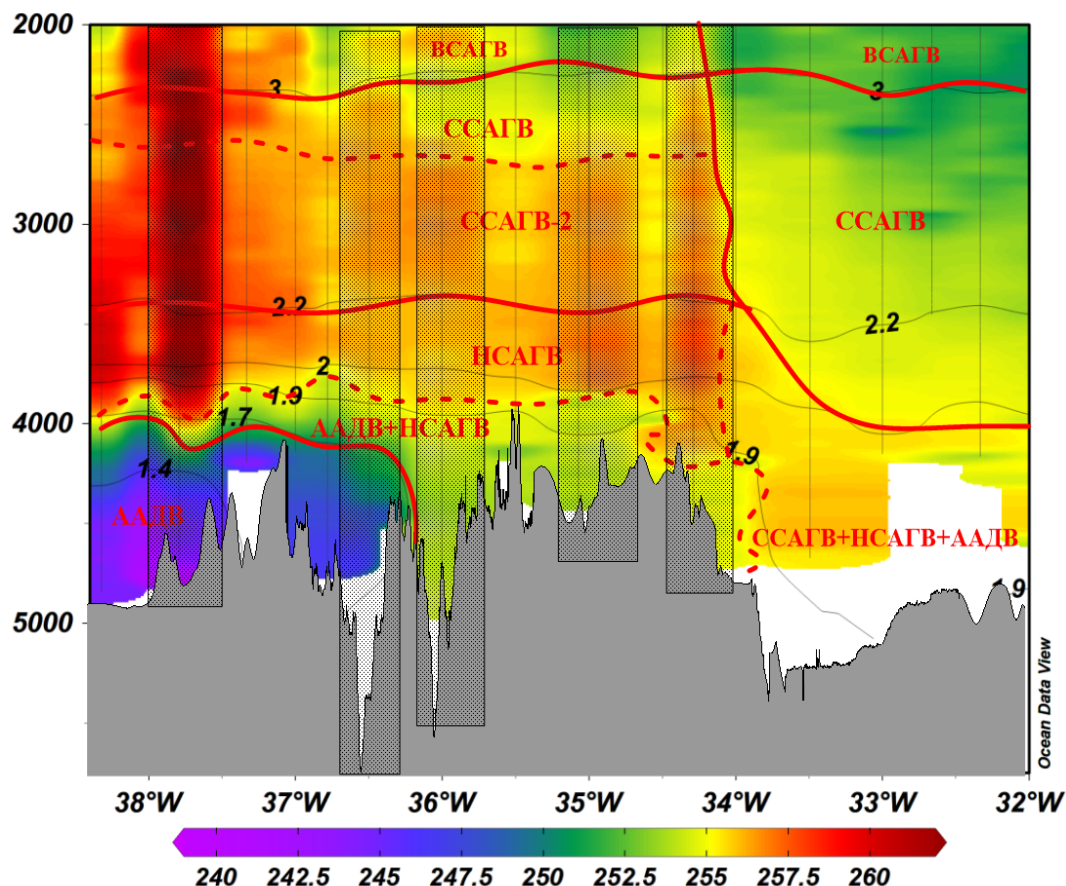 2000
ВСАГВ
ВСАГВ
3
3
ССАГВ
3000
ССАГВ-2
ССАГВ
2.2
2.2
НСАГВ
2
1.9
4000
1.7
ААДВ+НСАГВ
1.9
1.4
ААДВ
ССАГВ+НСАГВ+ААДВ
1.9
5000
Ocean Data View
38°W 37°W 36°W 35°W 34°W 33°W 32°W
240 242.5 245 247.5 250 252.5 255 257.5 260